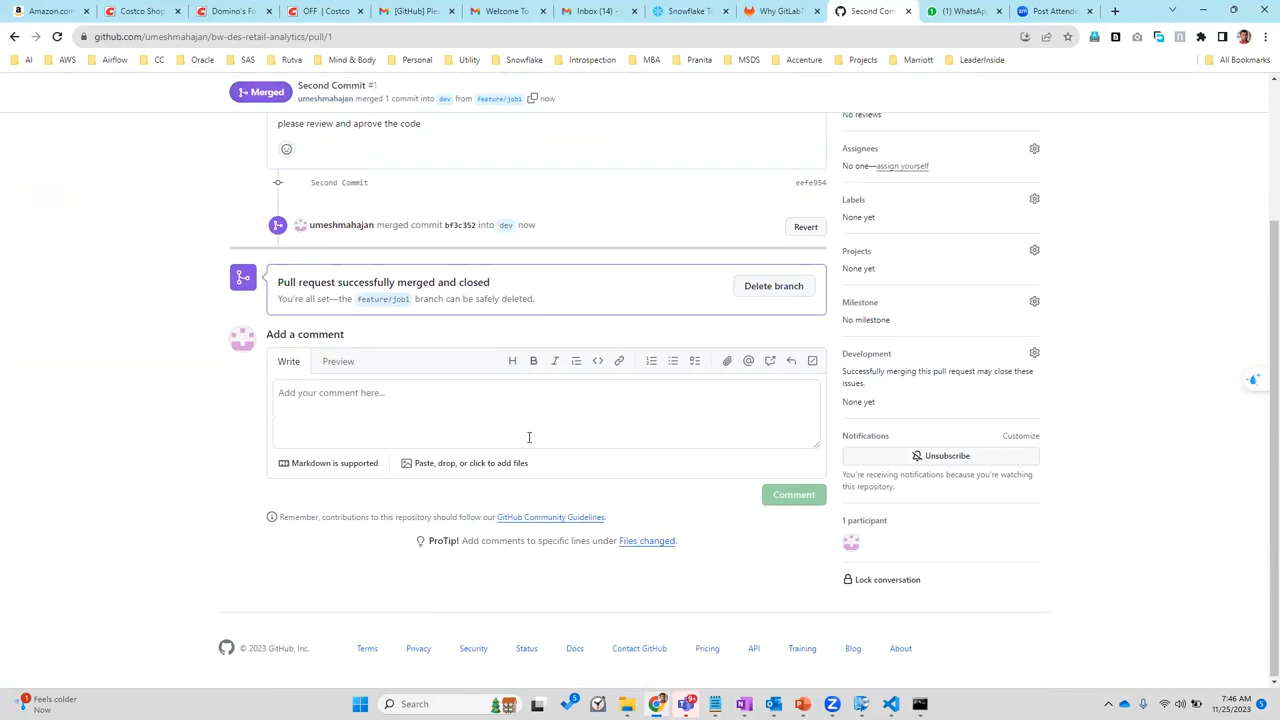 Amazon.com
Costco Shop
Domino's F
OFF | Costco
[GitHub] Ple
Welcome To
Inbox (14) -
Snowflake T
Why GitLab?
Second Com
(1) WhatsAp
Post Attende
github.com/umeshmahajan/bw-des-retail-analytics/pull/1
AI
AWS
Airflow
CC
Oracle
SAS
Rutva
Mind & Body
Personal
Utility
Snowflake
Introspection
MBA
Pranita
MSDS
Accenture
Projects
Marriott
LeaderInside
All Bookmarks
Merged
Second Commit #1
umeshmahajan merged 1 commit into dev from feature/job1 now
please review and aprove the code
Second Commit
eefe954
umeshmahajan merged commit bf3c352 into dev now
Revert
Pull request successfully merged and closed
You're all set—the feature/job1 branch can be safely deleted.
Delete branch
Add a comment
Write
Preview
Add your comment here...
Markdown is supported
Paste, drop, or click to add files
Comment
Remember, contributions to this repository should follow our GitHub Community Guidelines.
ProTip! Add comments to specific lines under Files changed.
No reviews
Assignees
No one—assign yourself
Labels
None yet
Projects
None yet
Milestone
No milestone
Development
Successfully merging this pull request may close these
issues.
None yet
Notifications
Customize
Unsubscribe
You're receiving notifications because you're watching
this repository.
1 participant
Lock conversation
© 2023 GitHub, Inc.
Terms
Privacy
Security
Status
Docs
Contact GitHub
Pricing
API
Training
Blog
About
Feels colder
Now
Search
7:46 AM
11/25/2023